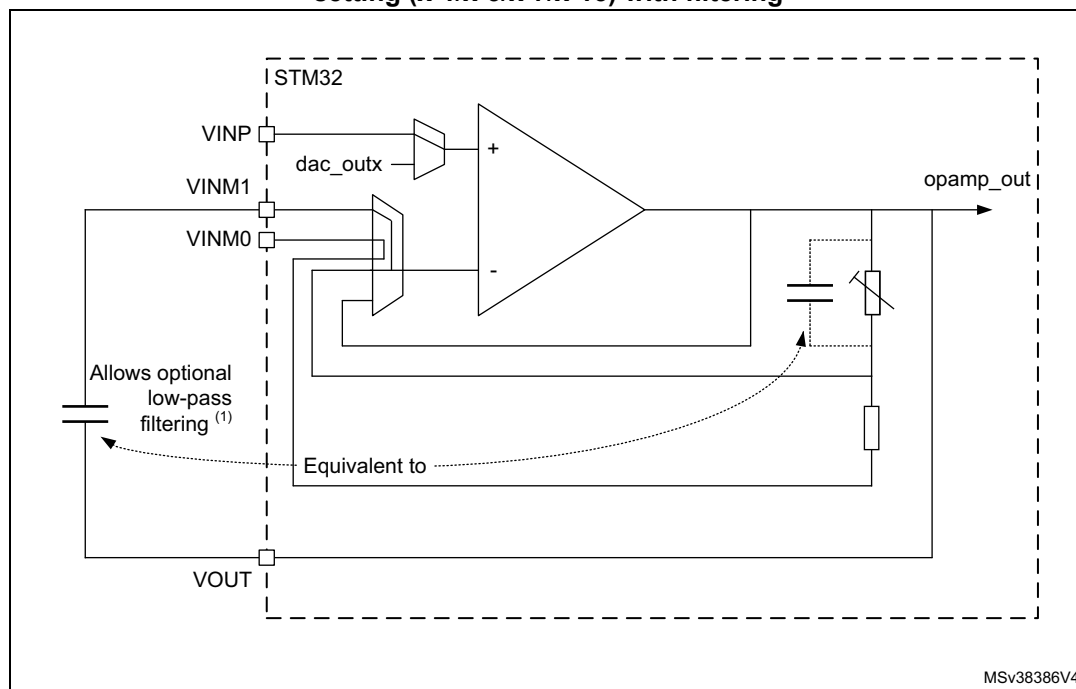 STM32
VINP
+
dac_outx
VINM1
opamp_out
VINM0
-
Allows optional
low-pass
filtering (1)
Equivalent to
VOUT
MSv38386V4